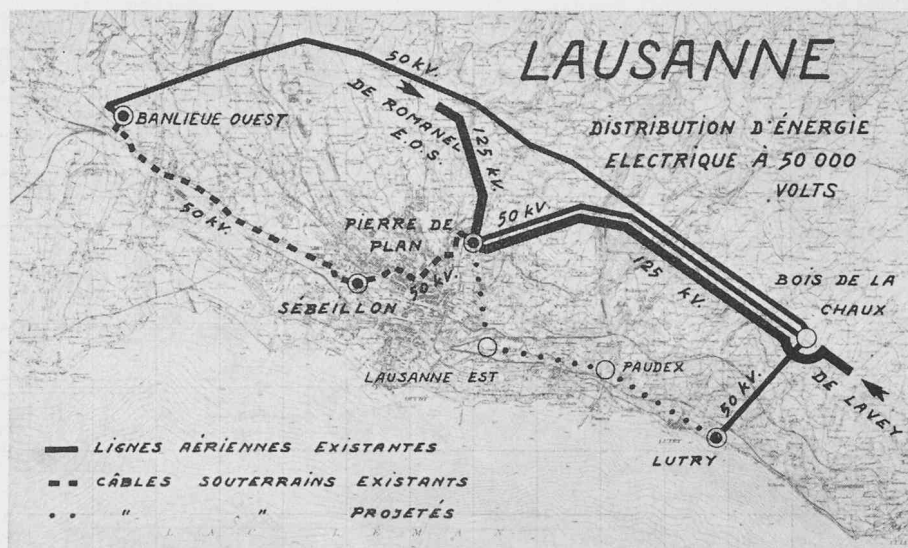 LAUSANNE
DISTRIBUTION D'ÉNERGIE
ELECTRIQUE À 50 000
VOLTS
50 KV.
DE ROMANEL
E.O.S.
125 KV.
BANLIEUE OUEST
50 KV.
PIERRE DE
PLAN
50 KV.
50 KV.
SÉBEILLON
125
KV.
BOIS DE LA
CHAUX
DE LAVEY
LAUSANNE EST
PAUDEX
50 KV.
LUTRY
LIGNES AÉRIENNES EXISTANTES
CÂBLES SOUTERRAINS EXISTANTS
" " PROJETÉS
LAC LÉMAN